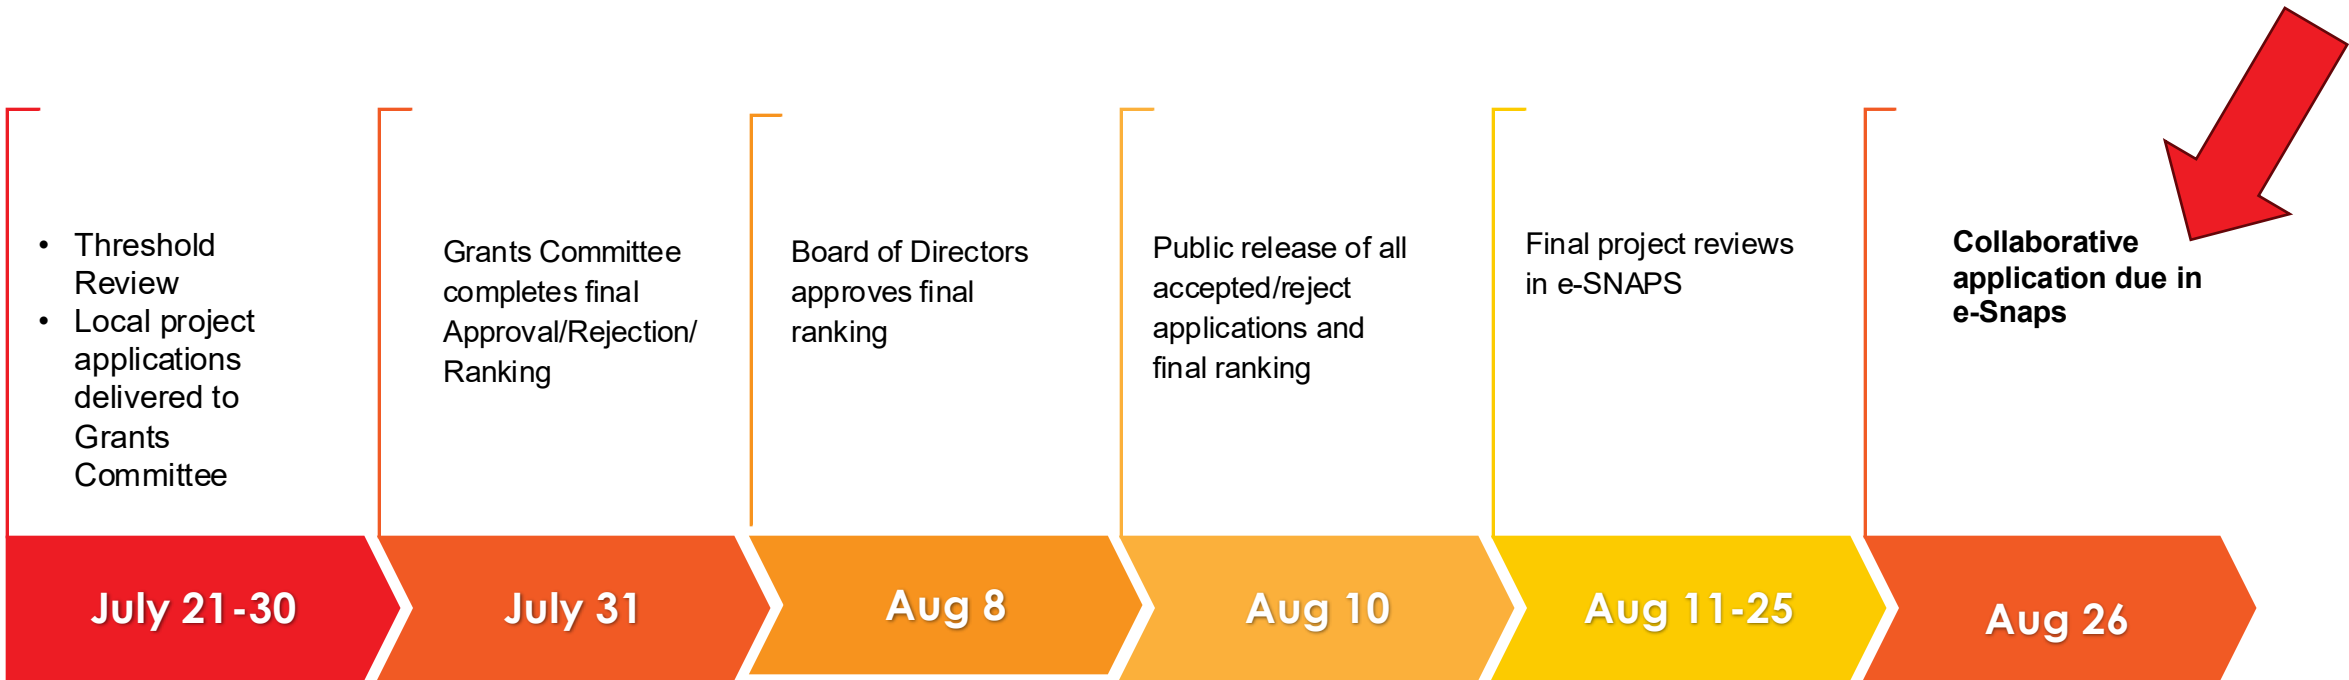 • Threshold
Review
• Local project
applications
delivered to
Grants
Committee
Grants Committee
completes final
Approval/Rejection/
Ranking
Board of Directors
approves final
ranking
Public release of all
accepted/reject
applications and
final ranking
Final project reviews
in e-SNAPS
Collaborative
application due in
e-Snaps
July 21-30
July 31
Aug 8
Aug 10
Aug 11-25
Aug 26